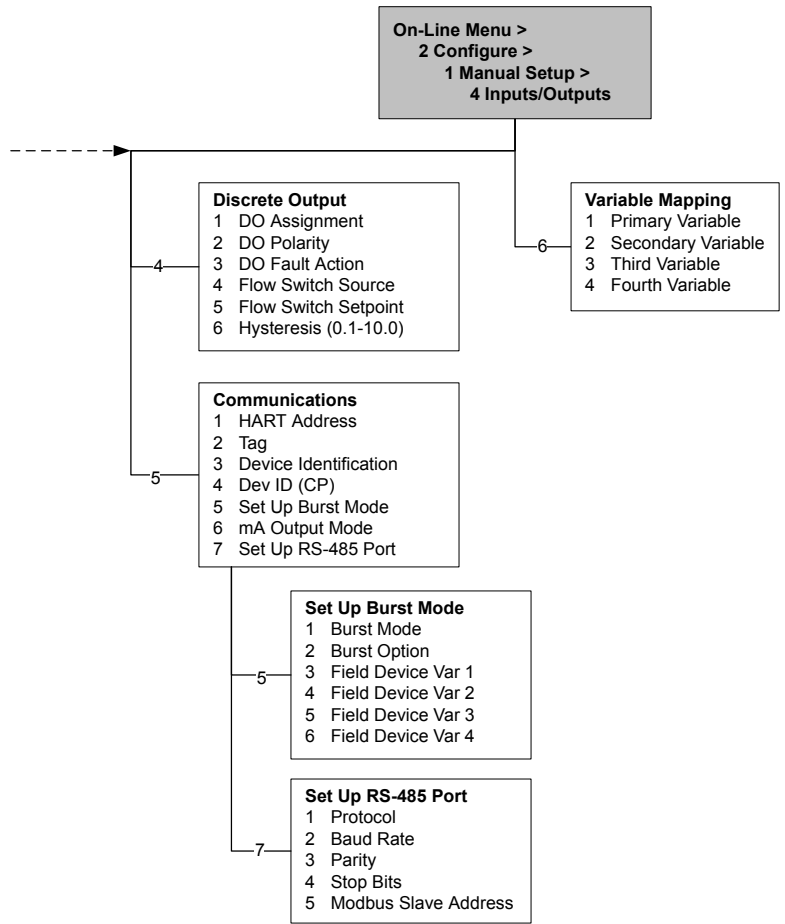 On-Line Menu >
2 Configure >
1 Manual Setup >
4 Inputs/Outputs
4
Discrete Output
1 DO Assignment
2 DO Polarity
3 DO Fault Action
4 Flow Switch Source
5 Flow Switch Setpoint
6 Hysteresis (0.1-10.0)
6
Variable Mapping
1 Primary Variable
2 Secondary Variable
3 Third Variable
4 Fourth Variable
5
Communications
1 HART Address
2 Tag
3 Device Identification
4 Dev ID (CP)
5 Set Up Burst Mode
6 mA Output Mode
7 Set Up RS-485 Port
5
Set Up Burst Mode
1 Burst Mode
2 Burst Option
3 Field Device Var 1
4 Field Device Var 2
5 Field Device Var 3
6 Field Device Var 4
7
Set Up RS-485 Port
1 Protocol
2 Baud Rate
3 Parity
4 Stop Bits
5 Modbus Slave Address